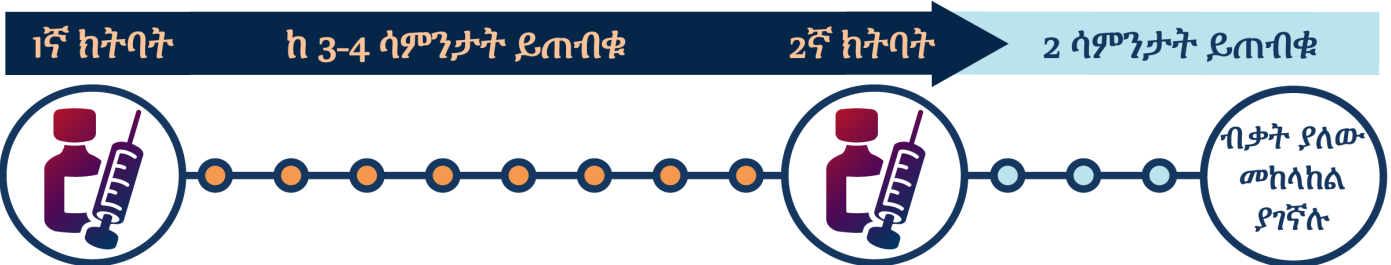 1ኛ ክትባት ከ 3-4 ሳምንታት ይጠብቁ 2ኛ ክትባት 2 ሳምንታት ይጠብቁ
ብቃት ያለው
መከላከል
ያገኛሉ